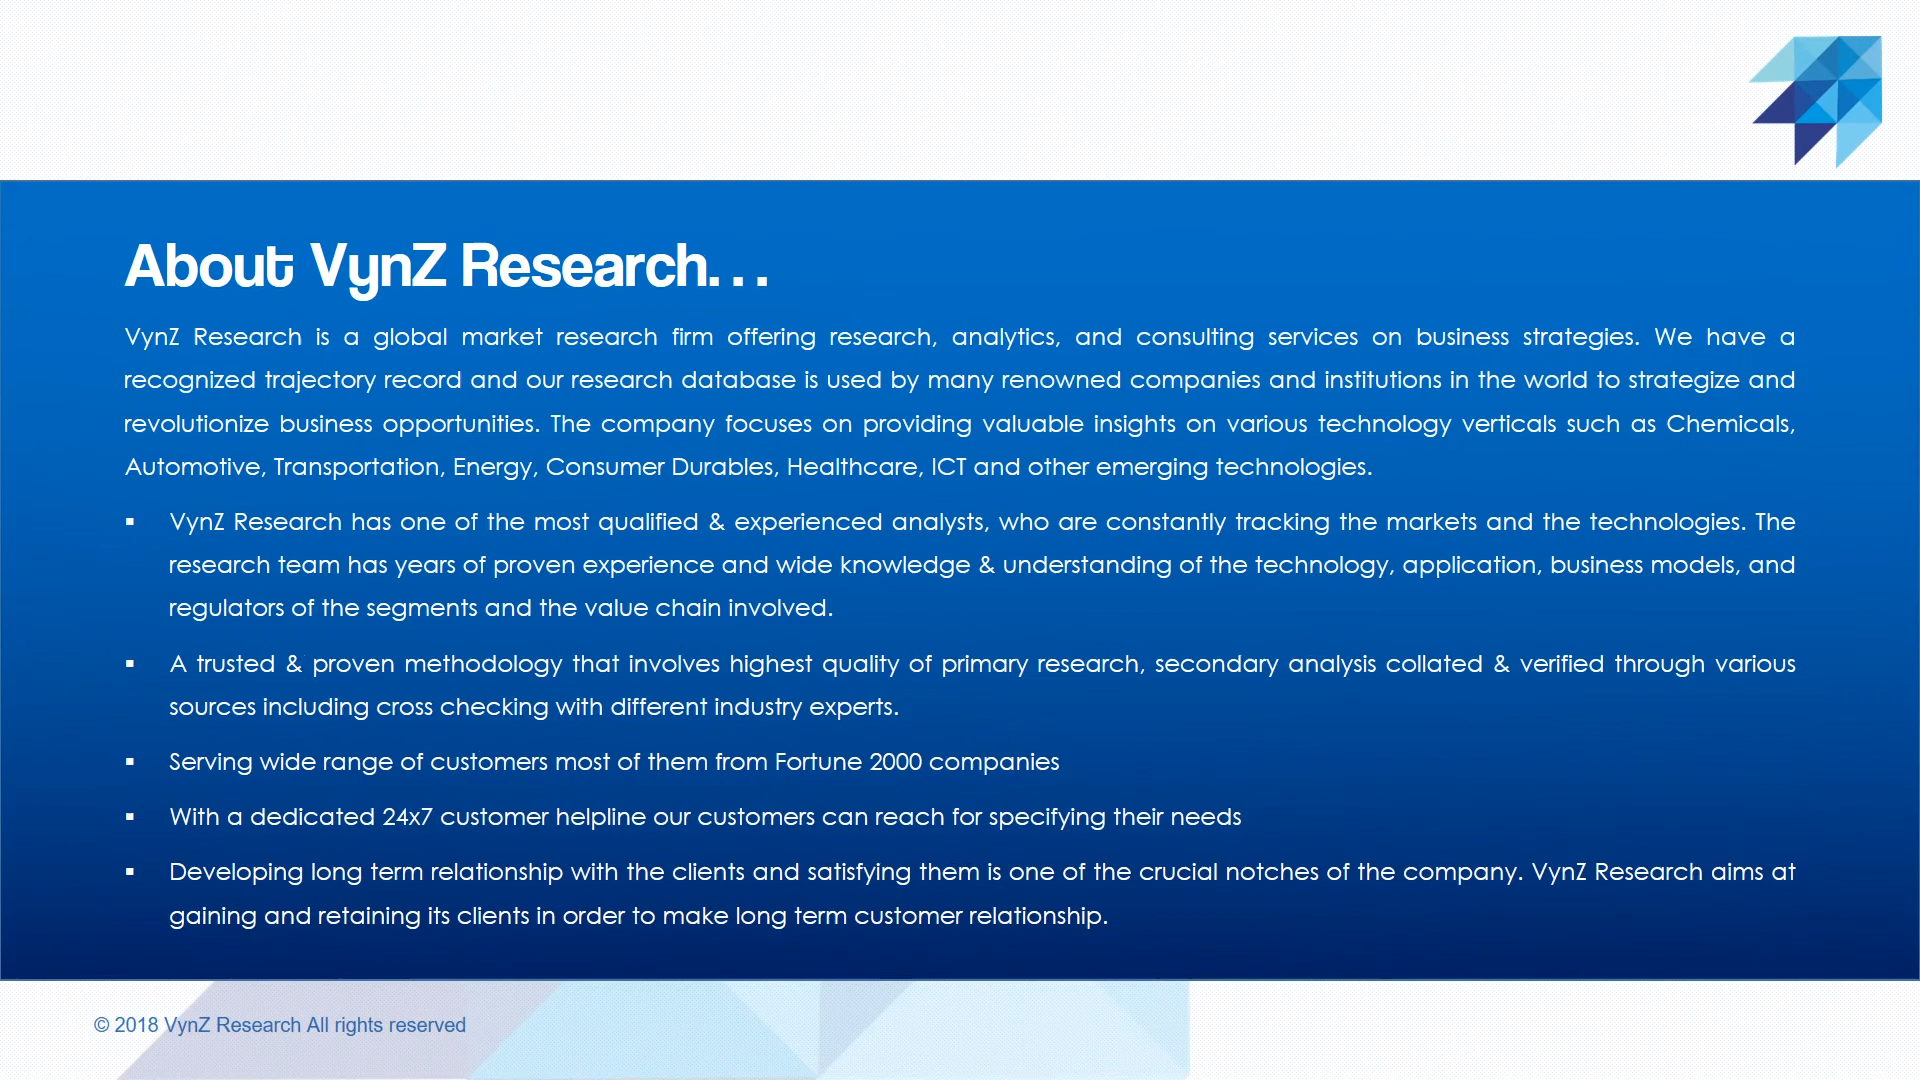 About VynZ Research. . .
VynZ Research is a global market research firm offering research, analytics, and consulting services on business strategies. We have a
recognized trajectory record and our research database is used by many renowned companies and institutions in the world to strategize and
revolutionize business opportunities. The company focuses on providing valuable insights on various technology verticals such as Chemicals,
Automotive, Transportation, Energy, Consumer Durables, Healthcare, ICT and other emerging technologies.
▪ VynZ Research has one of the most qualified & experienced analysts, who are constantly tracking the markets and the technologies. The
research team has years of proven experience and wide knowledge & understanding of the technology, application, business models, and
regulators of the segments and the value chain involved.
▪ A trusted & proven methodology that involves highest quality of primary research, secondary analysis collated & verified through various
sources including cross checking with different industry experts.
▪ Serving wide range of customers most of them from Fortune 2000 companies
▪ With a dedicated 24x7 customer helpline our customers can reach for specifying their needs
▪ Developing long term relationship with the clients and satisfying them is one of the crucial notches of the company. VynZ Research aims at
gaining and retaining its clients in order to make long term customer relationship.
© 2018 VynZ Research All rights reserved